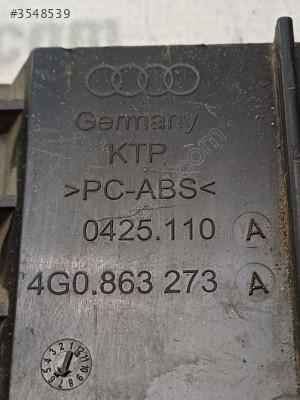 #3548539
Germany
KTP
>PC-ABS<
0425.110 A
4G0.863 273 A